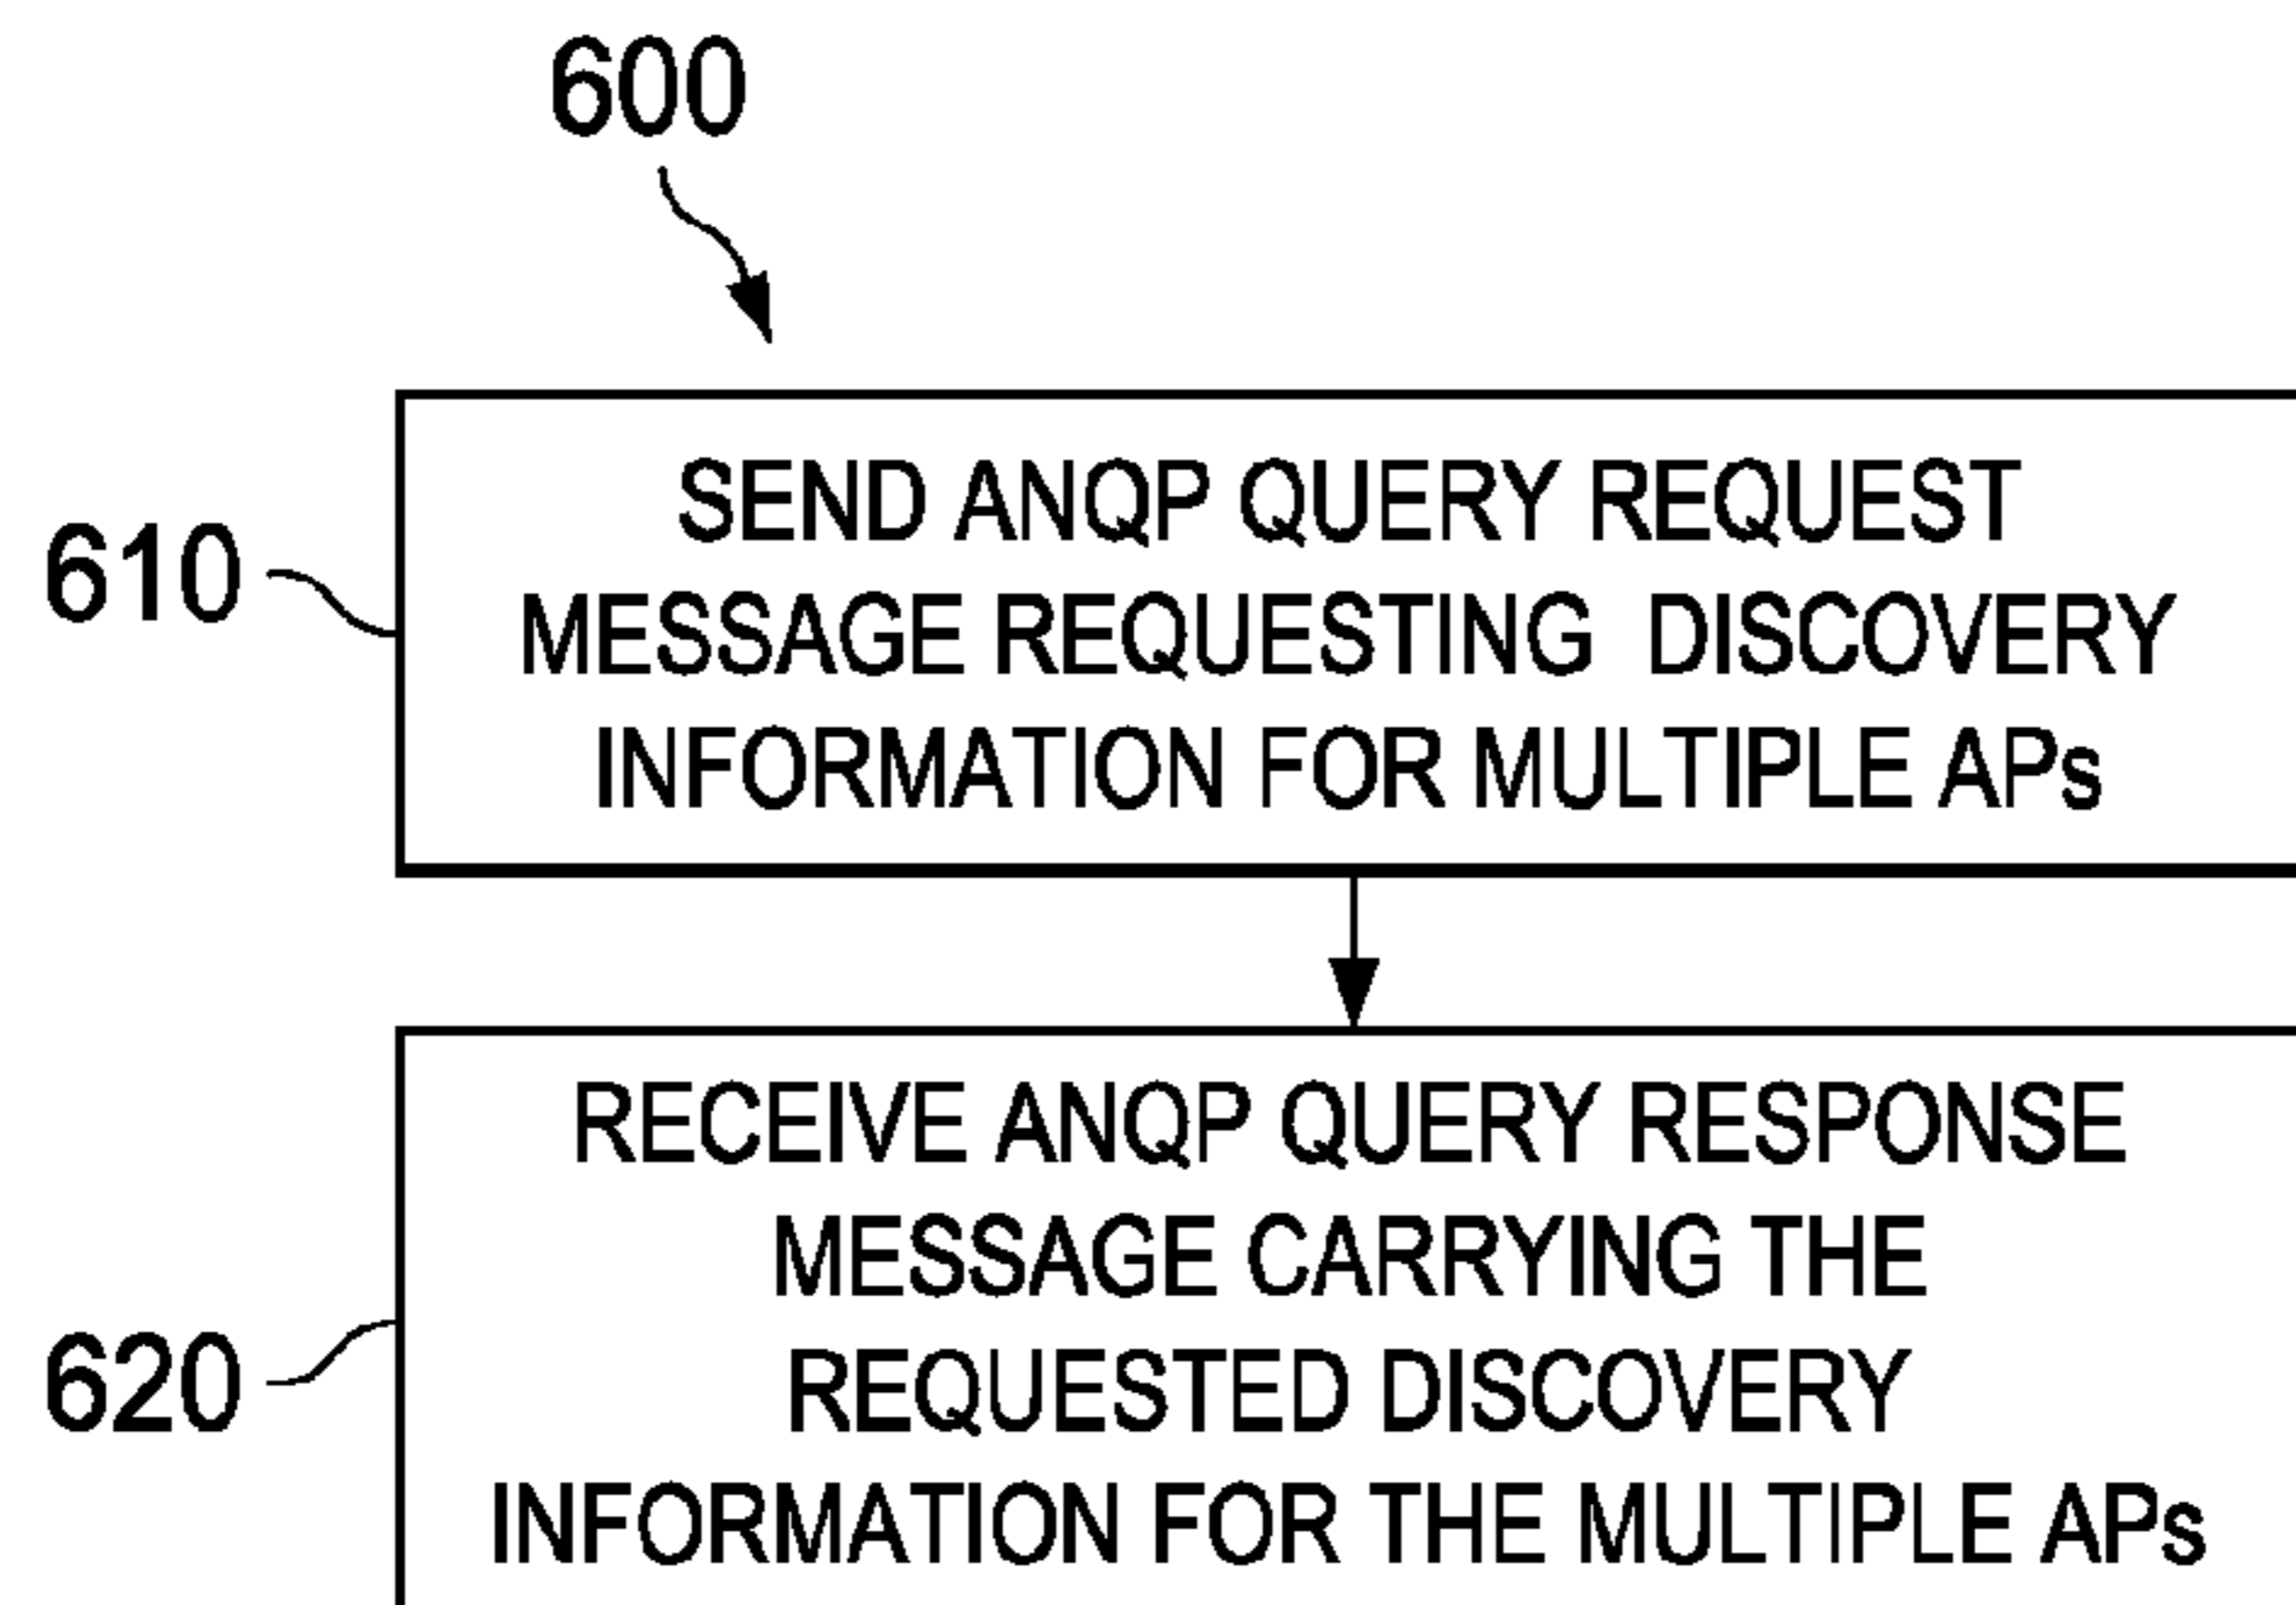 600
610
SEND ANQP QUERY REQUEST
MESSAGE REQUESTING DISCOVERY
INFORMATION FOR MULTIPLE APs
620
RECEIVE ANQP QUERY RESPONSE
MESSAGE CARRYING THE
REQUESTED DISCOVERY
INFORMATION FOR THE MULTIPLE APs